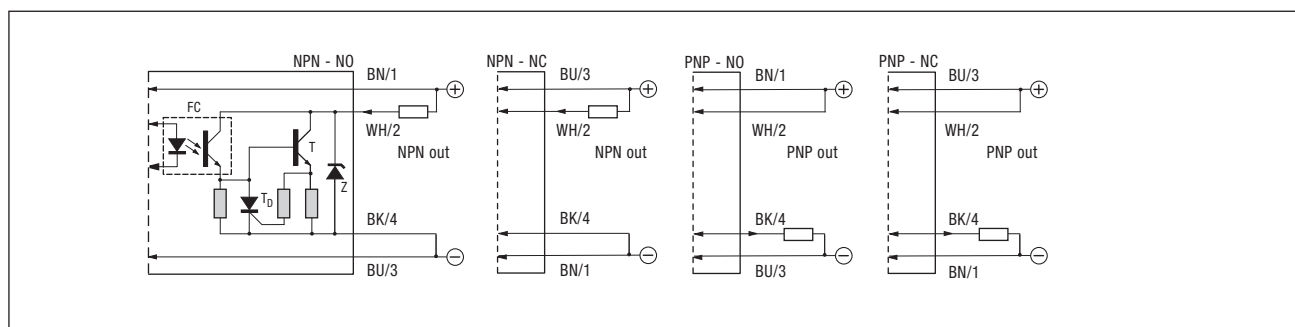 NPN - NO
BN/1
+
FC
WH/2
T
NPN out
Z
TD
BK/4
−
BU/3
NPN - NC
BU/3
+
WH/2
NPN out
BK/4
−
BN/1
PNP - NO
BN/1
+
WH/2
PNP out
BK/4
−
BU/3
PNP - NC
BU/3
+
WH/2
PNP out
BK/4
−
BN/1